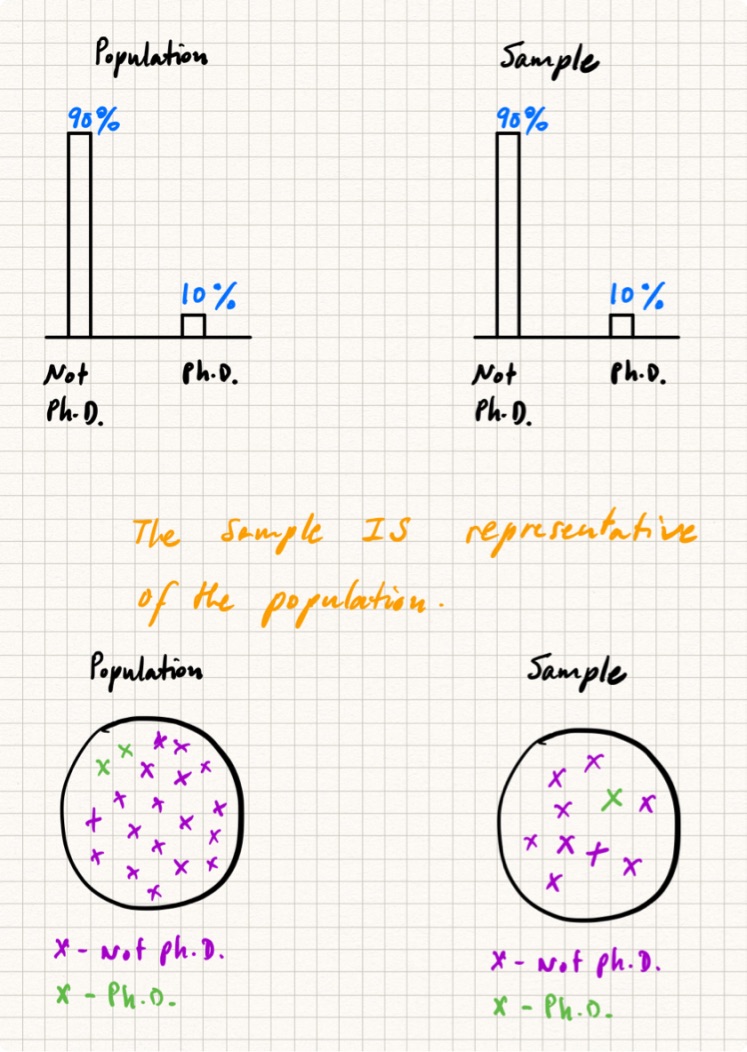 Population
Sample
90%
90%
10%
10%
Not
Ph.D.
Ph.D.
Not
Ph.D.
Ph.D.
The sample IS representative
of the population.
Population
Sample
x - Not Ph.D.
x - Ph.D.
x - Not Ph.D.
x - Ph.D.